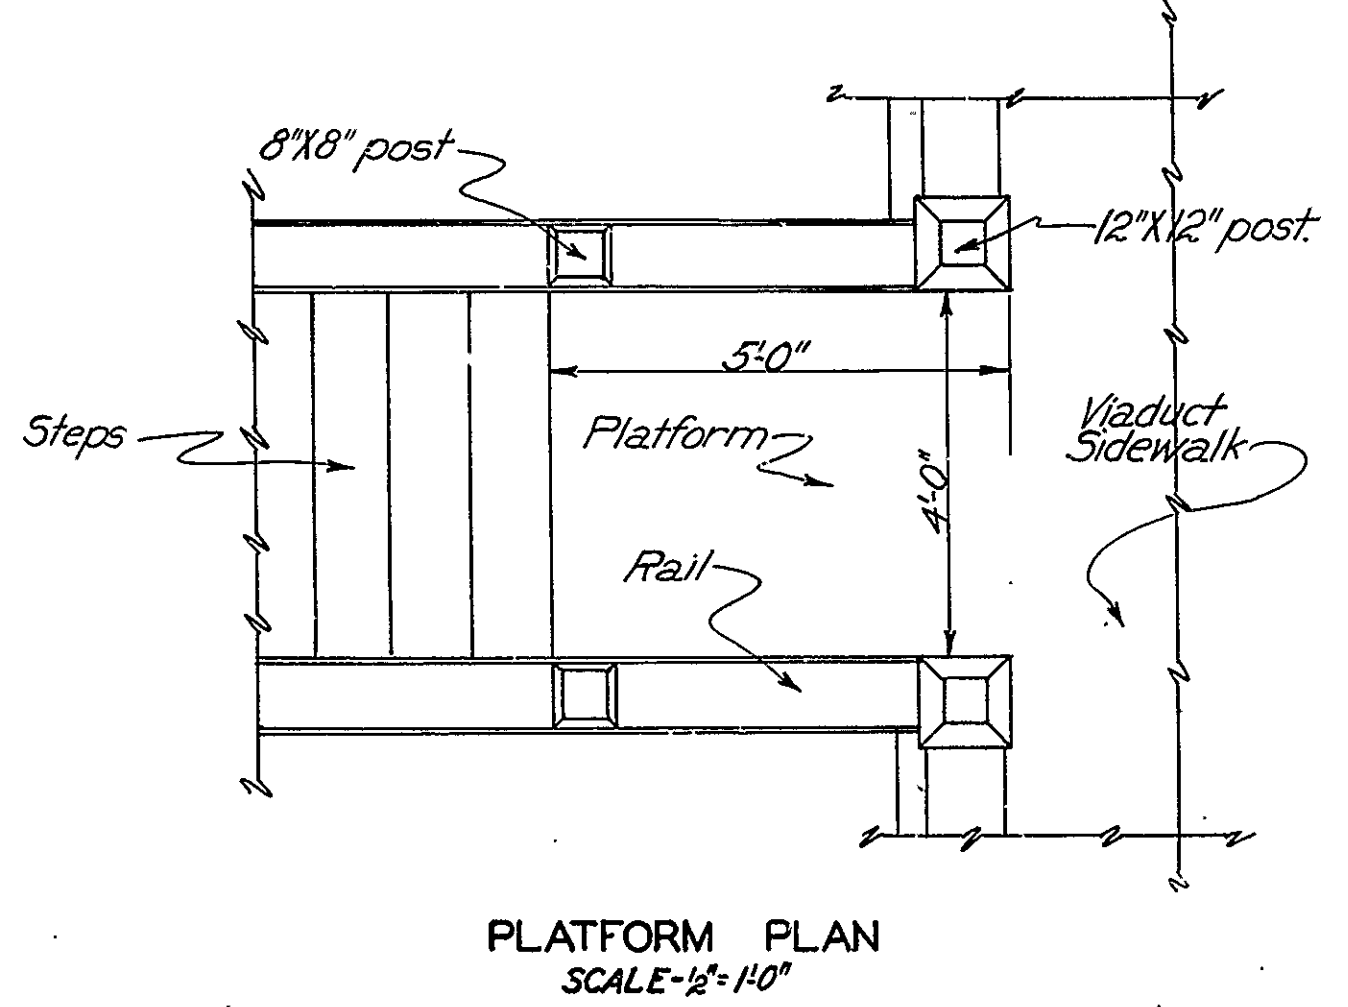 8"X8" post
12"X12" post.
5'-0"
Steps
Platform
Viaduct
Sidewalk
4'-0"
Rail
PLATFORM PLAN
SCALE-½"=1'-0"